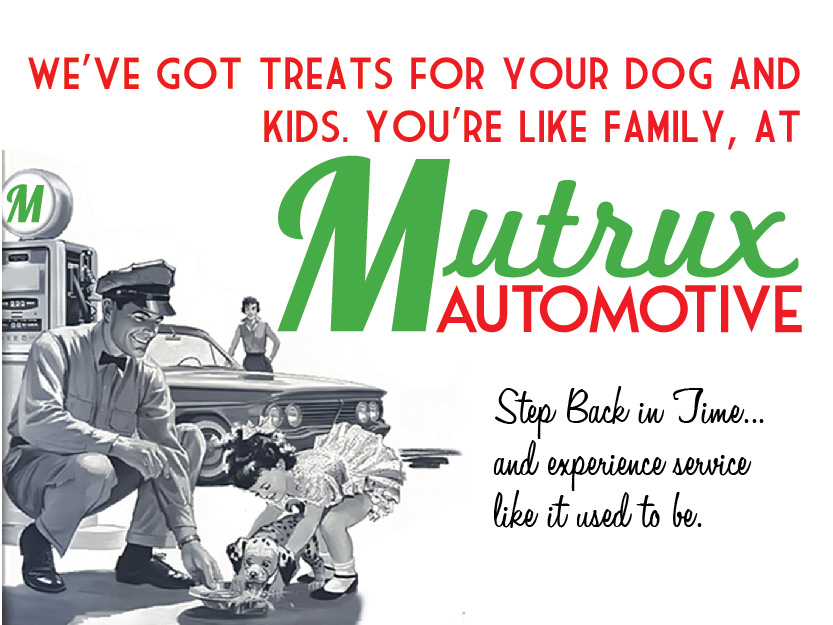 WE'VE GOT TREATS FOR YOUR DOG AND
KIDS. YOU'RE LIKE FAMILY, AT
M
Mutrux
AUTOMOTIVE
Step Back in Time...
and experience service
like it used to be.